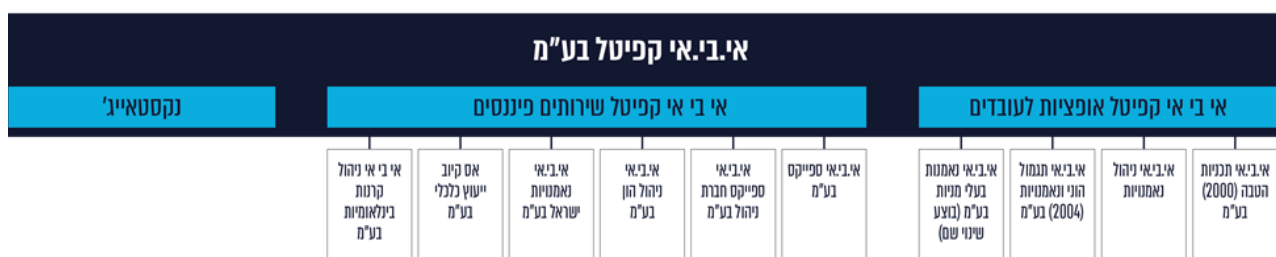 אי.בי.אי קפיטל בע"מ
אי בי אי קפיטל אופציות לעובדים
אי בי אי קפיטל שירותים פיננסים
נקסטאייג'
אי.בי.אי תכניות
הטבה (2000)
בע"מ
אי.בי.אי ניהול
נאמנויות
אי.בי.אי תגמול
הוני ונאמנויות
(2004) בע"מ
אי.בי.אי נאמנות
בעלי מניות
בע"מ (בוצע
שינוי שם)
אי.בי.אי ספייקס
בע"מ
אי.בי.אי
ספייקס חברת
ניהול בע"מ
אי.בי.אי
ניהול הון
בע"מ
אי.בי.אי
נאמנויות
ישראל בע"מ
אס קיוב
ייעוץ כלכלי
בע"מ
אי בי אי ניהול
קרנות
בינלאומיות
בע"מ